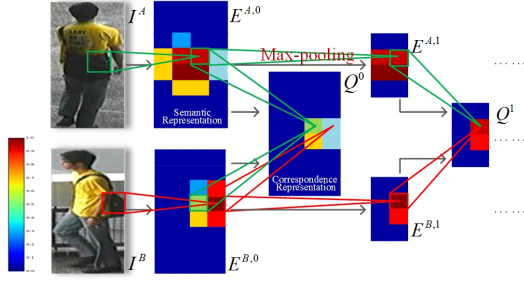 I^A
E^{A,0}
E^{A,1}
Max-pooling
Q^0
Semantic
Representation
Q^1
Correspondence
Representation
I^B
E^{B,0}
E^{B,1}
......
......
......